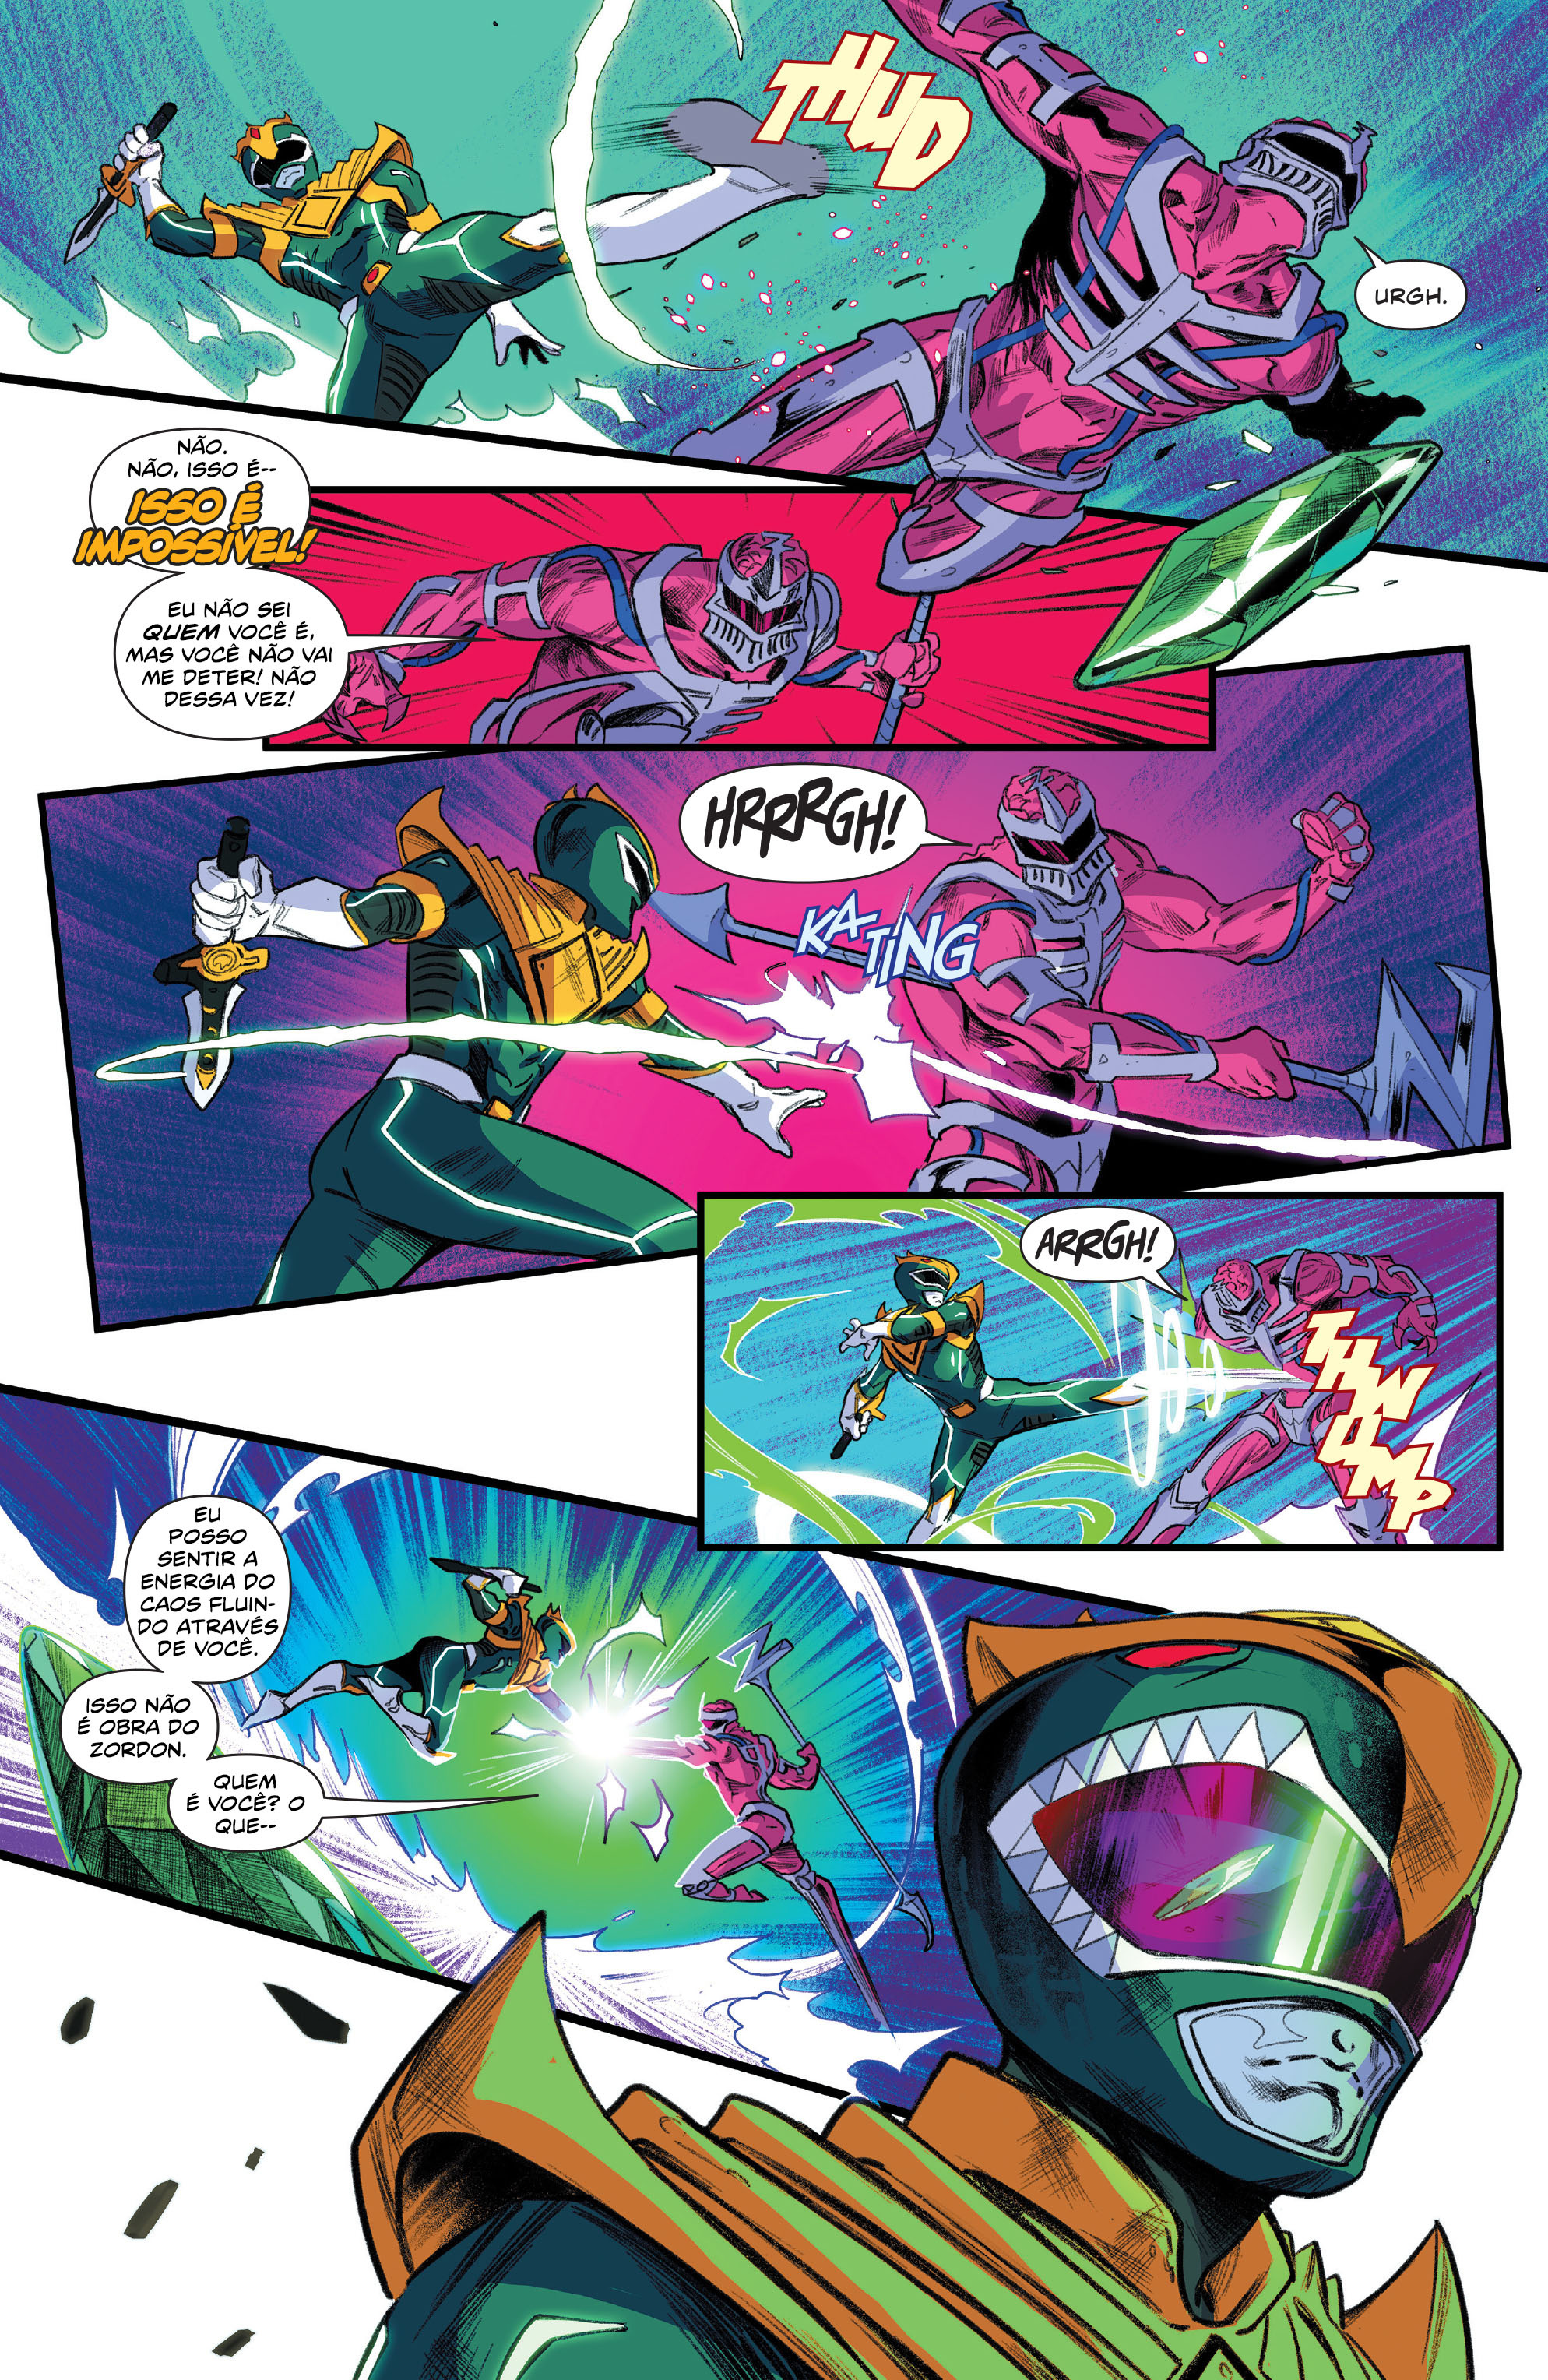 THUD
URGH.
NÃO.
NÃO, ISSO É--
ISSO É
IMPOSSÍVEL!
EU NÃO SEI
QUEM VOCÊ É,
MAS VOCÊ NÃO VAI
ME DETER! NÃO
DESSA VEZ!
HRRRGH!
KA-
TING
ARRGH!
THWUMP
EU
POSSO
SENTIR A
ENERGIA DO
CAOS FLUIN-
DO ATRAVÉS
DE VOCÊ.
ISSO NÃO
É OBRA DO
ZORDON.
QUEM
É VOCÊ? O
QUE--